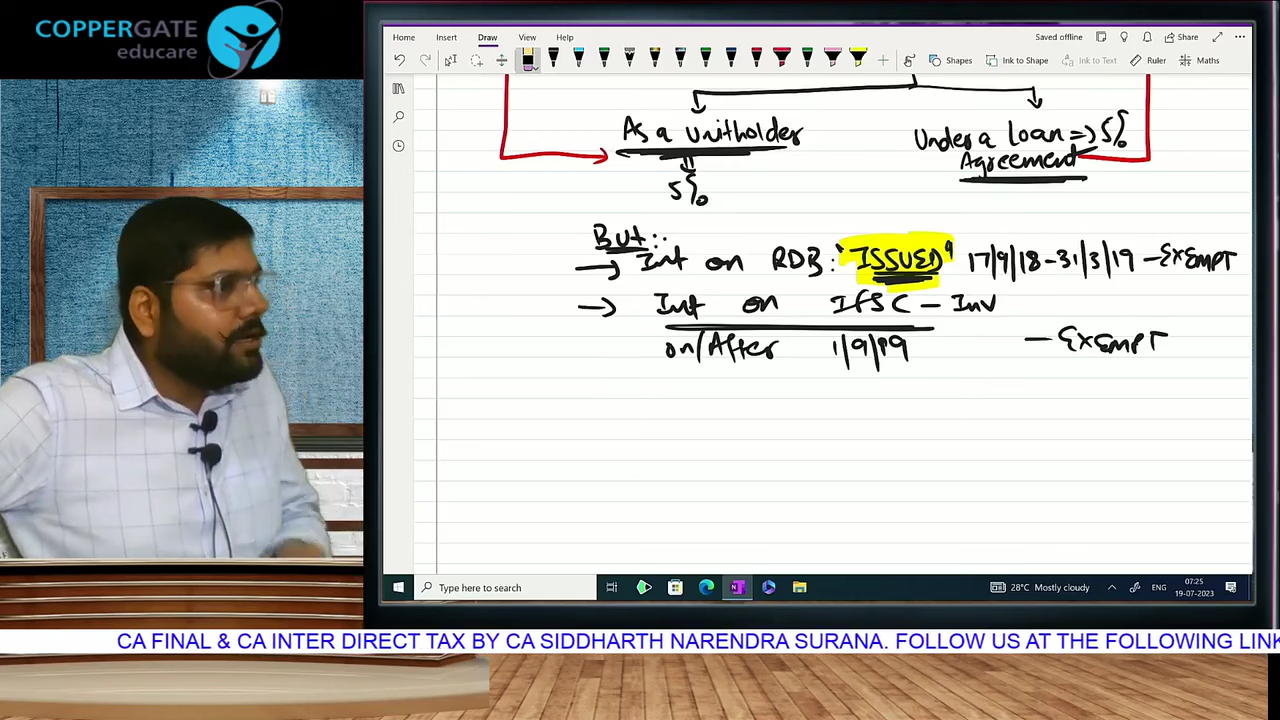 COPPERGATE
educare
Home Insert Draw View Help
Saved offline
Share
Shapes
Ink to Shape
Ink to Text
Ruler
Maths
As a unitholder
5%
Under a loan => 5%
Agreement
But:
→ Int on RDB: "ISSUED" 17/9/18-31/3/19 - EXEMPT
→ Int on IFSC - Inv
on/After 1/9/19 - EXEMPT
Type here to search
28°C Mostly cloudy
ENG
07:25
19-07-2023
CA FINAL & CA INTER DIRECT TAX BY CA SIDDHARTH NARENDRA SURANA. FOLLOW US AT THE FOLLOWING LINK